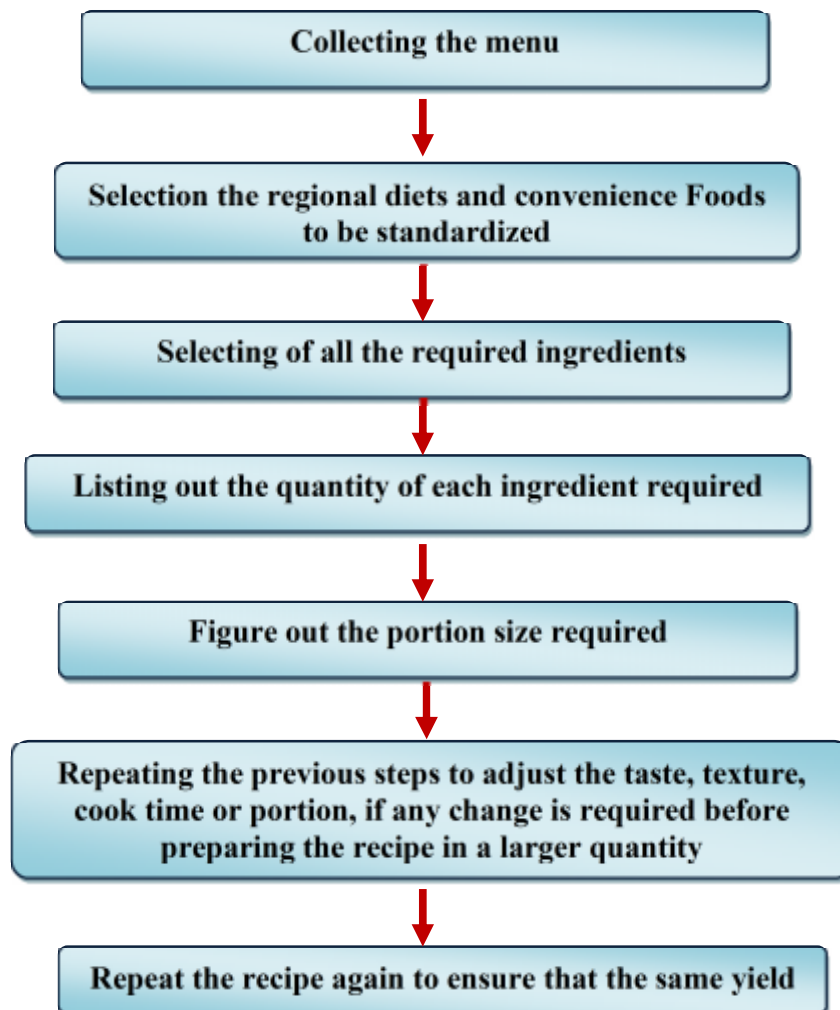 Collecting the menu
Selection the regional diets and convenience Foods
to be standardized
Selecting of all the required ingredients
Listing out the quantity of each ingredient required
Figure out the portion size required
Repeating the previous steps to adjust the taste, texture,
cook time or portion, if any change is required before
preparing the recipe in a larger quantity
Repeat the recipe again to ensure that the same yield